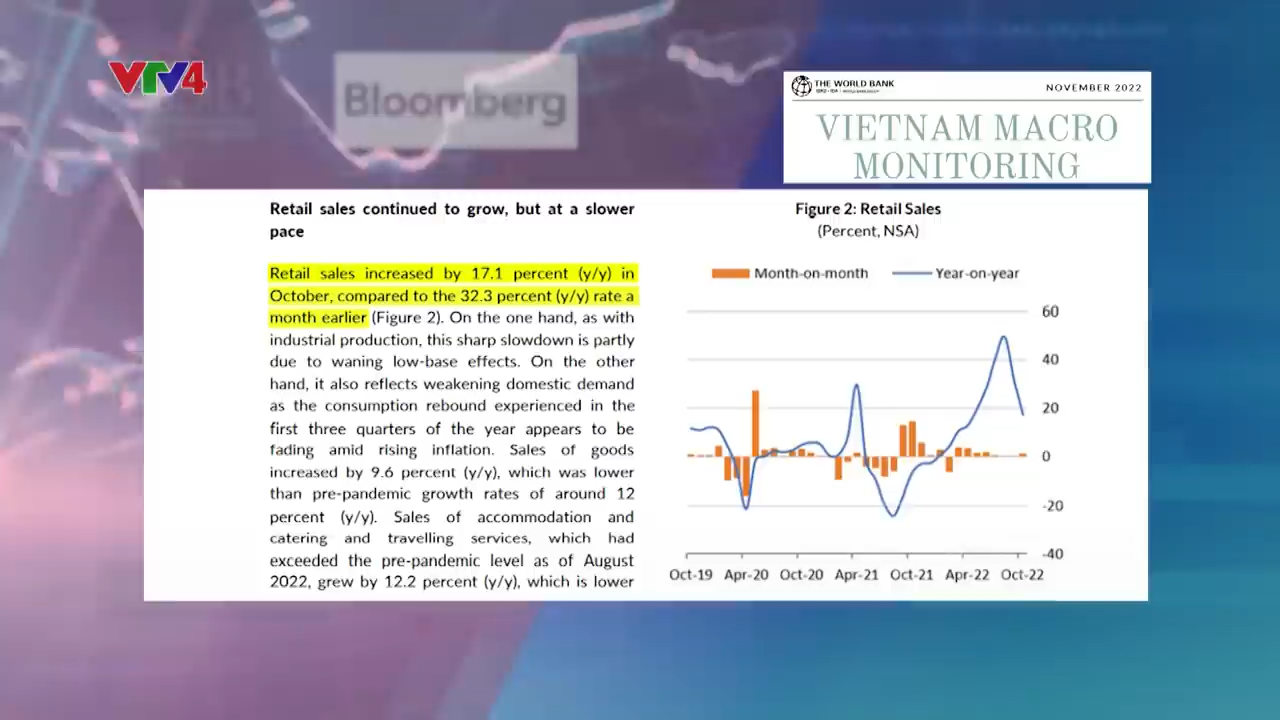 VTV4
Bloomberg
THE WORLD BANK
NOVEMBER 2022
VIETNAM MACRO
MONITORING
Retail sales continued to grow, but at a slower
pace
Retail sales increased by 17.1 percent (y/y) in
October, compared to the 32.3 percent (y/y) rate a
month earlier (Figure 2). On the one hand, as with
industrial production, this sharp slowdown is partly
due to waning low-base effects. On the other
hand, it also reflects weakening domestic demand
as the consumption rebound experienced in the
first three quarters of the year appears to be
fading amid rising inflation. Sales of goods
increased by 9.6 percent (y/y), which was lower
than pre-pandemic growth rates of around 12
percent (y/y). Sales of accommodation and
catering and travelling services, which had
exceeded the pre-pandemic level as of August
2022, grew by 12.2 percent (y/y), which is lower
Figure 2: Retail Sales
(Percent, NSA)
Month-on-month Year-on-year
60
40
20
0
-20
-40
Oct-19 Apr-20 Oct-20 Apr-21 Oct-21 Apr-22 Oct-22